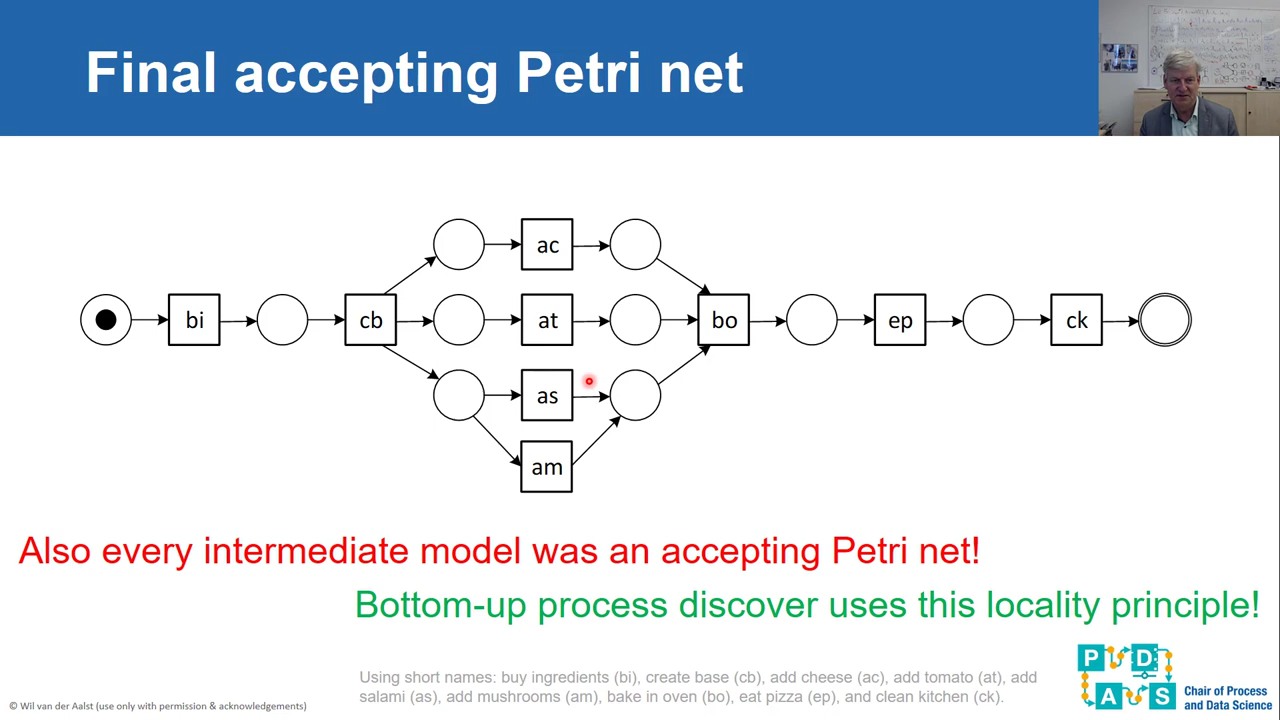 Final accepting Petri net
ac
bi
cb
at
bo
ep
ck
as
am
Also every intermediate model was an accepting Petri net!
Bottom-up process discover uses this locality principle!
Using short names: buy ingredients (bi), create base (cb), add cheese (ac), add tomato (at), add
salami (as), add mushrooms (am), bake in oven (bo), eat pizza (ep), and clean kitchen (ck).
© Wil van der Aalst (use only with permission & acknowledgements)
P D
A S
Chair of Process
and Data Science